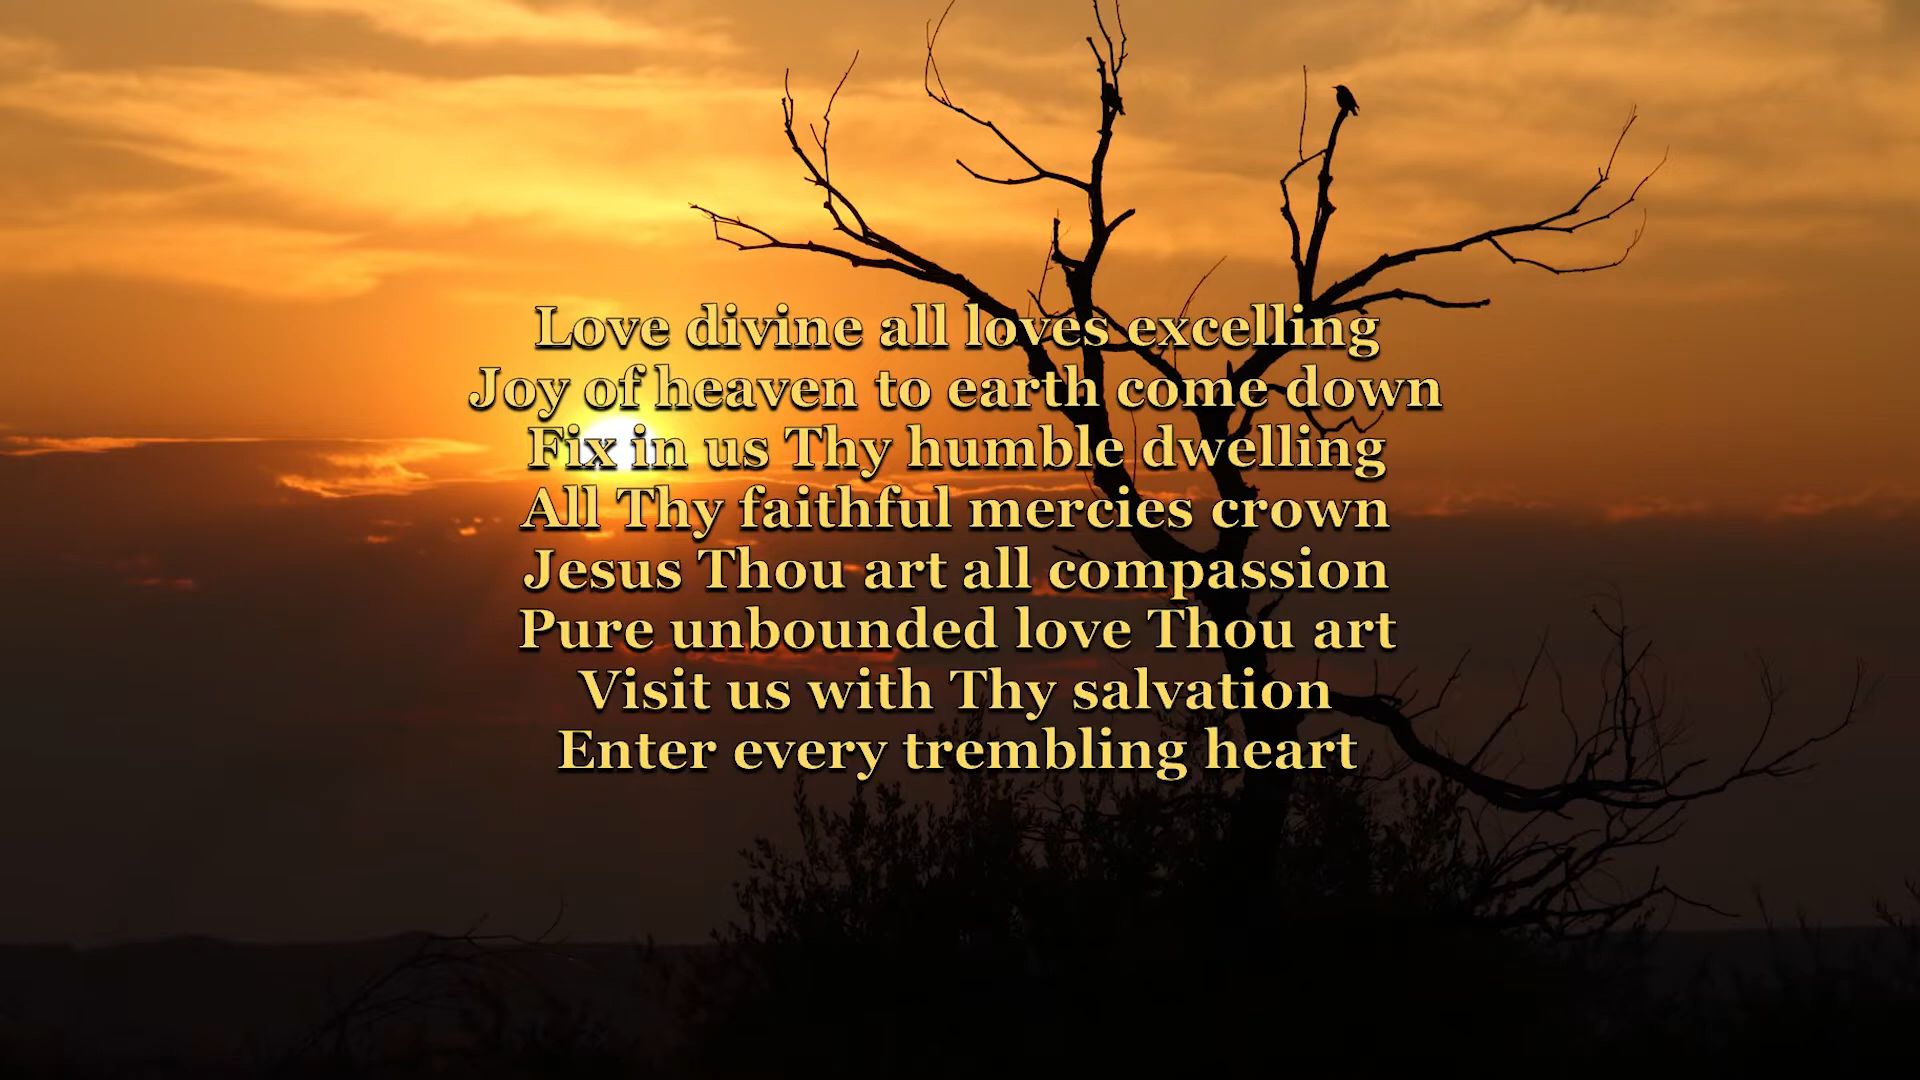 Love divine all loves excelling
Joy of heaven to earth come down
Fix in us Thy humble dwelling
All Thy faithful mercies crown
Jesus Thou art all compassion
Pure unbounded love Thou art
Visit us with Thy salvation
Enter every trembling heart